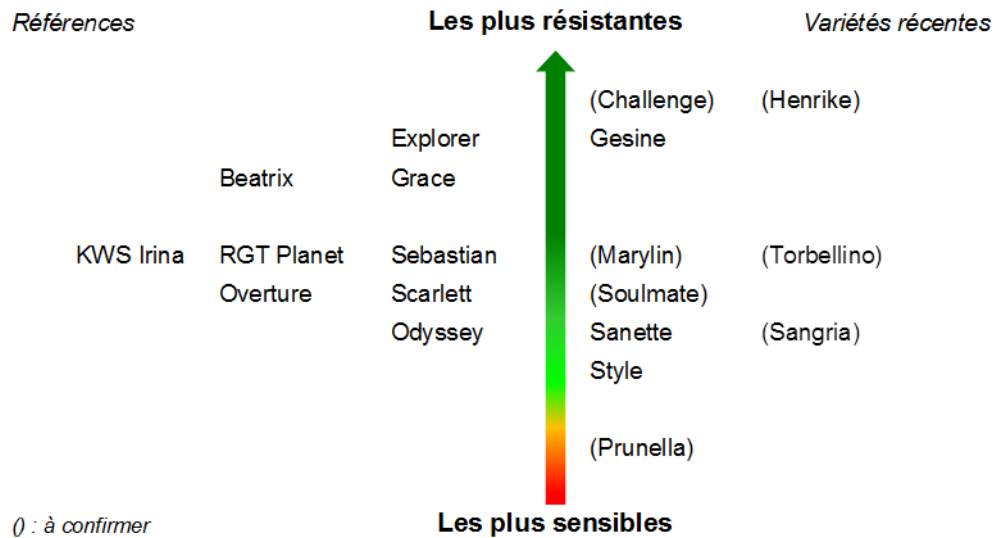 Références Les plus résistantes Variétés récentes
(Challenge) (Henrike)
Explorer Gesine
Beatrix Grace
KWS Irina RGT Planet Sebastian (Marylin) (Torbellino)
Overture Scarlett (Soulmate)
Odyssey Sanette (Sangria)
Style
(Prunella)
() : à confirmer Les plus sensibles